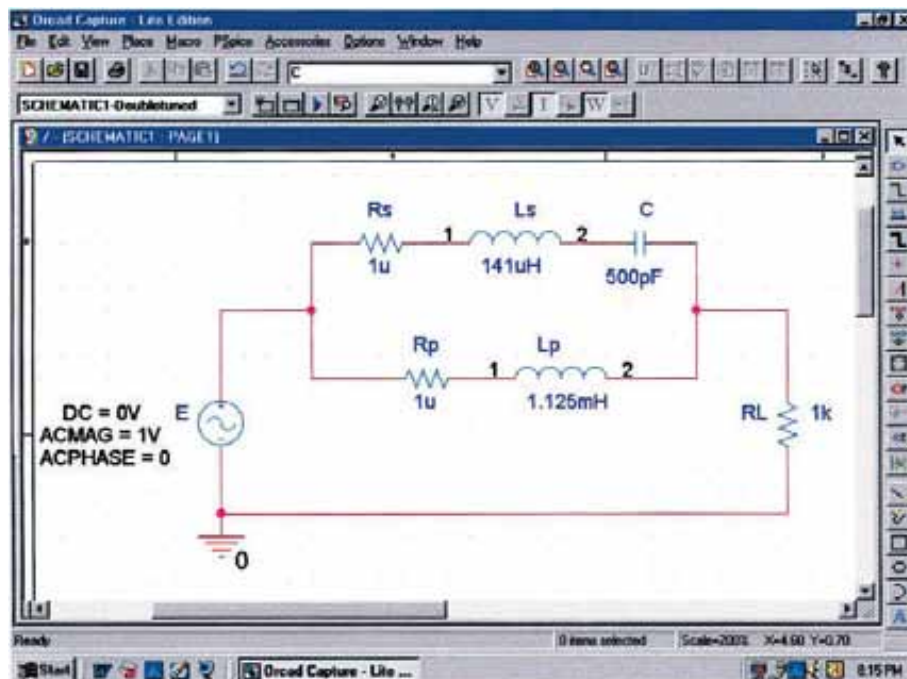 Orcad Capture - Lite Edition
File Edit View Place Macro PSpice Accessories Options Window Help
C
SCHEMATIC1-Doubletuned
V I W
/ - (SCHEMATIC1 : PAGE1)
Rs Ls C
1 2
1u 141uH 500pF
Rp Lp
1 2
1u 1.125mH
DC = 0V E
ACMAG = 1V
ACPHASE = 0
RL 1k
0
Ready 0 items selected Scale=200% X=4.60 Y=0.70
Start Orcad Capture - Lite ... 8:15 PM